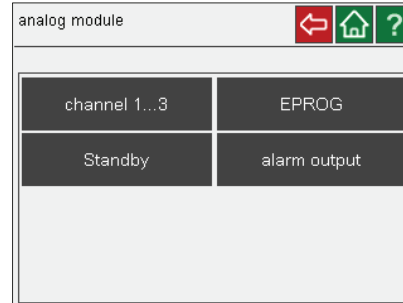 analog module
?
channel 1...3
EPROG
Standby
alarm output